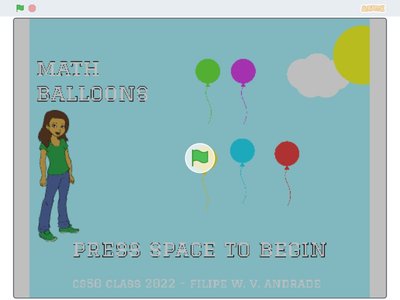 MATH
BALLOONS
PRESS SPACE TO BEGIN
CS50 CLASS 2022 - FILIPE W. V. ANDRADE